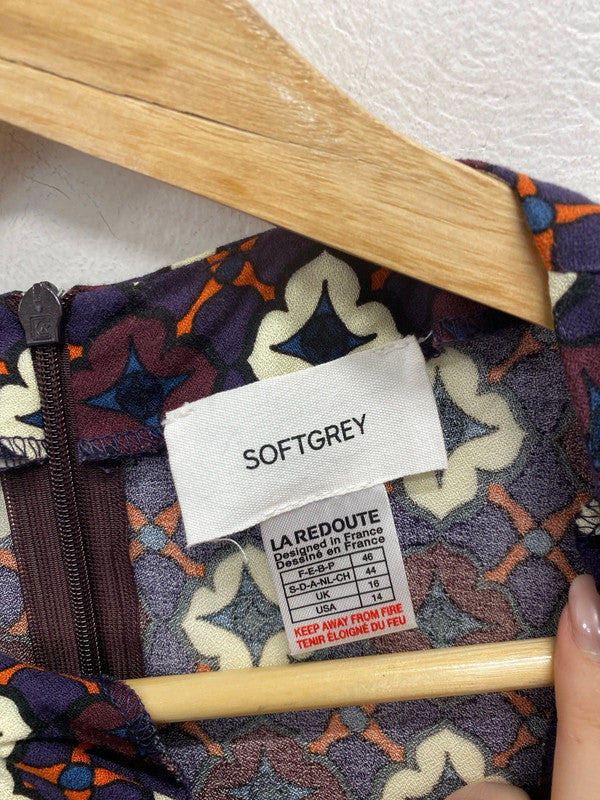 SOFTGREY
LA REDOUTE
Designed in France
Dessiné en France
F-E-B-P 46
S-D-A-NL-CH 44
UK 16
USA 14
KEEP AWAY FROM FIRE
TENIR ÉLOIGNÉ DU FEU